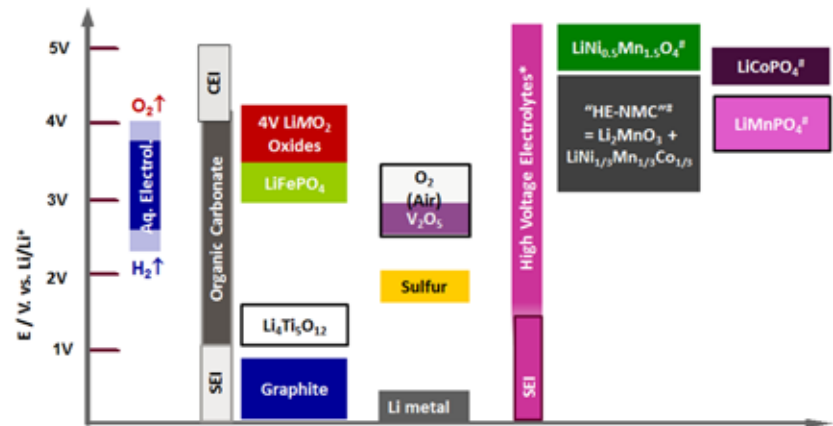 E / V. vs. Li/Li⁺
5V
4V
3V
2V
1V
O₂↑
Aq. Electrol.
H₂↑
CEI
Organic Carbonate
SEI
4V LiMO₂
Oxides
LiFePO₄
Li₄Ti₅O₁₂
Graphite
O₂
(Air)
V₂O₅
Sulfur
Li metal
High Voltage Electrolytes*
SEI
LiNi₀.₅Mn₁.₅O₄#
"HE-NMC"#
= Li₂MnO₃ +
LiNi₁/₃Mn₁/₃Co₁/₃
LiCoPO₄#
LiMnPO₄#